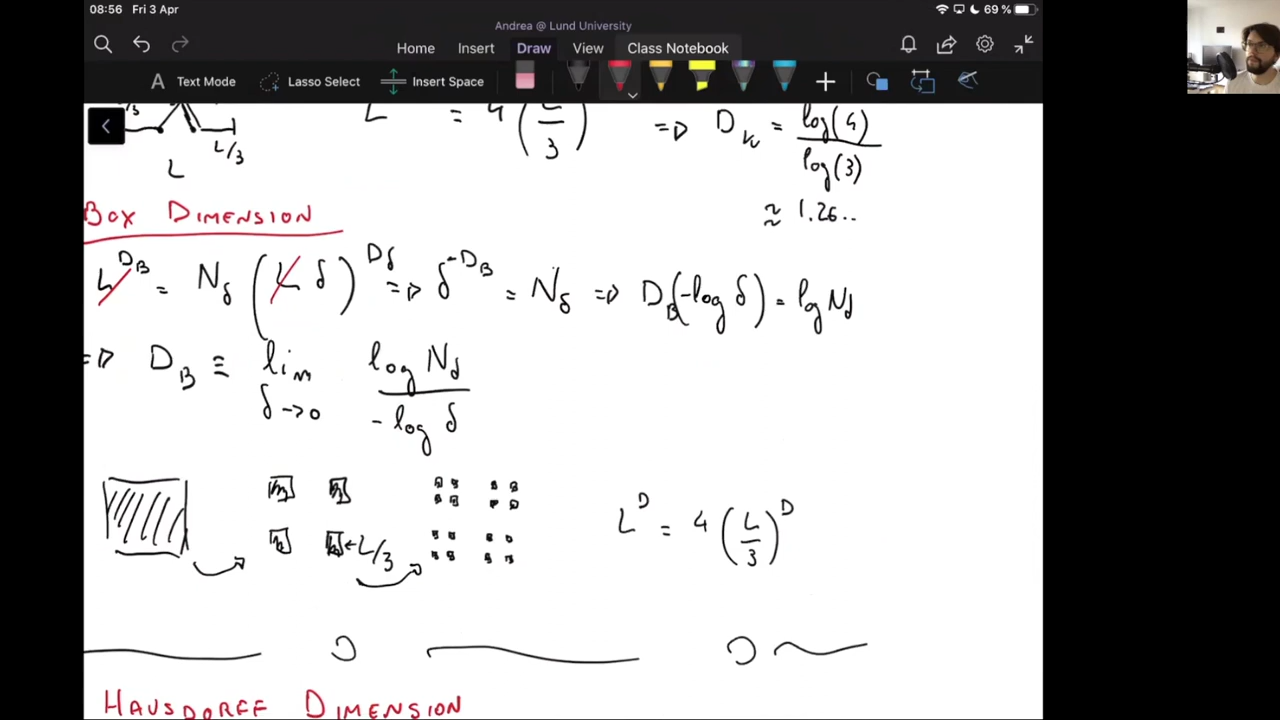 08:56 Fri 3 Apr
69 %
Andrea @ Lund University
Home Insert Draw View Class Notebook
Text Mode Lasso Select Insert Space
L = 4 (L/3) => D_K = log(4)/log(3)
L/3
L
≈ 1.26..
BOX DIMENSION
L^{D_B} = N_δ (L δ)^{Dδ} => δ^{-D_B} = N_δ => D_B(-log δ) = log N_δ
=> D_B ≡ lim_{δ→0} log N_δ / -log δ
L^D = 4 (L/3)^D
←L/3
HAUSDORFF DIMENSION